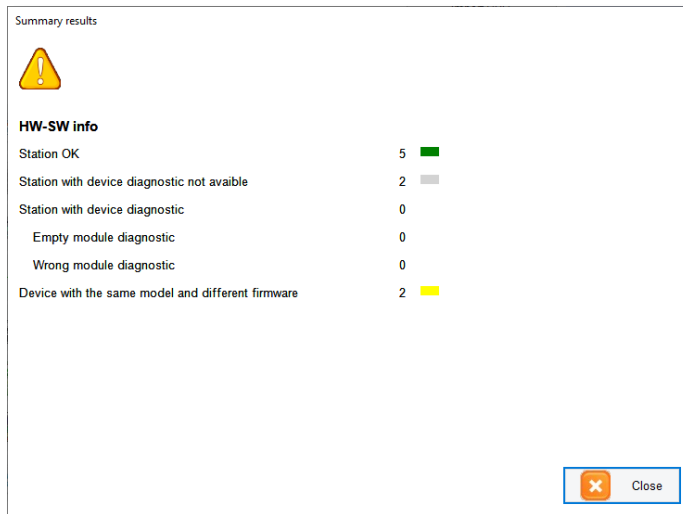 Summary results
HW-SW info
Station OK 5
Station with device diagnostic not avaible 2
Station with device diagnostic 0
Empty module diagnostic 0
Wrong module diagnostic 0
Device with the same model and different firmware 2
Close